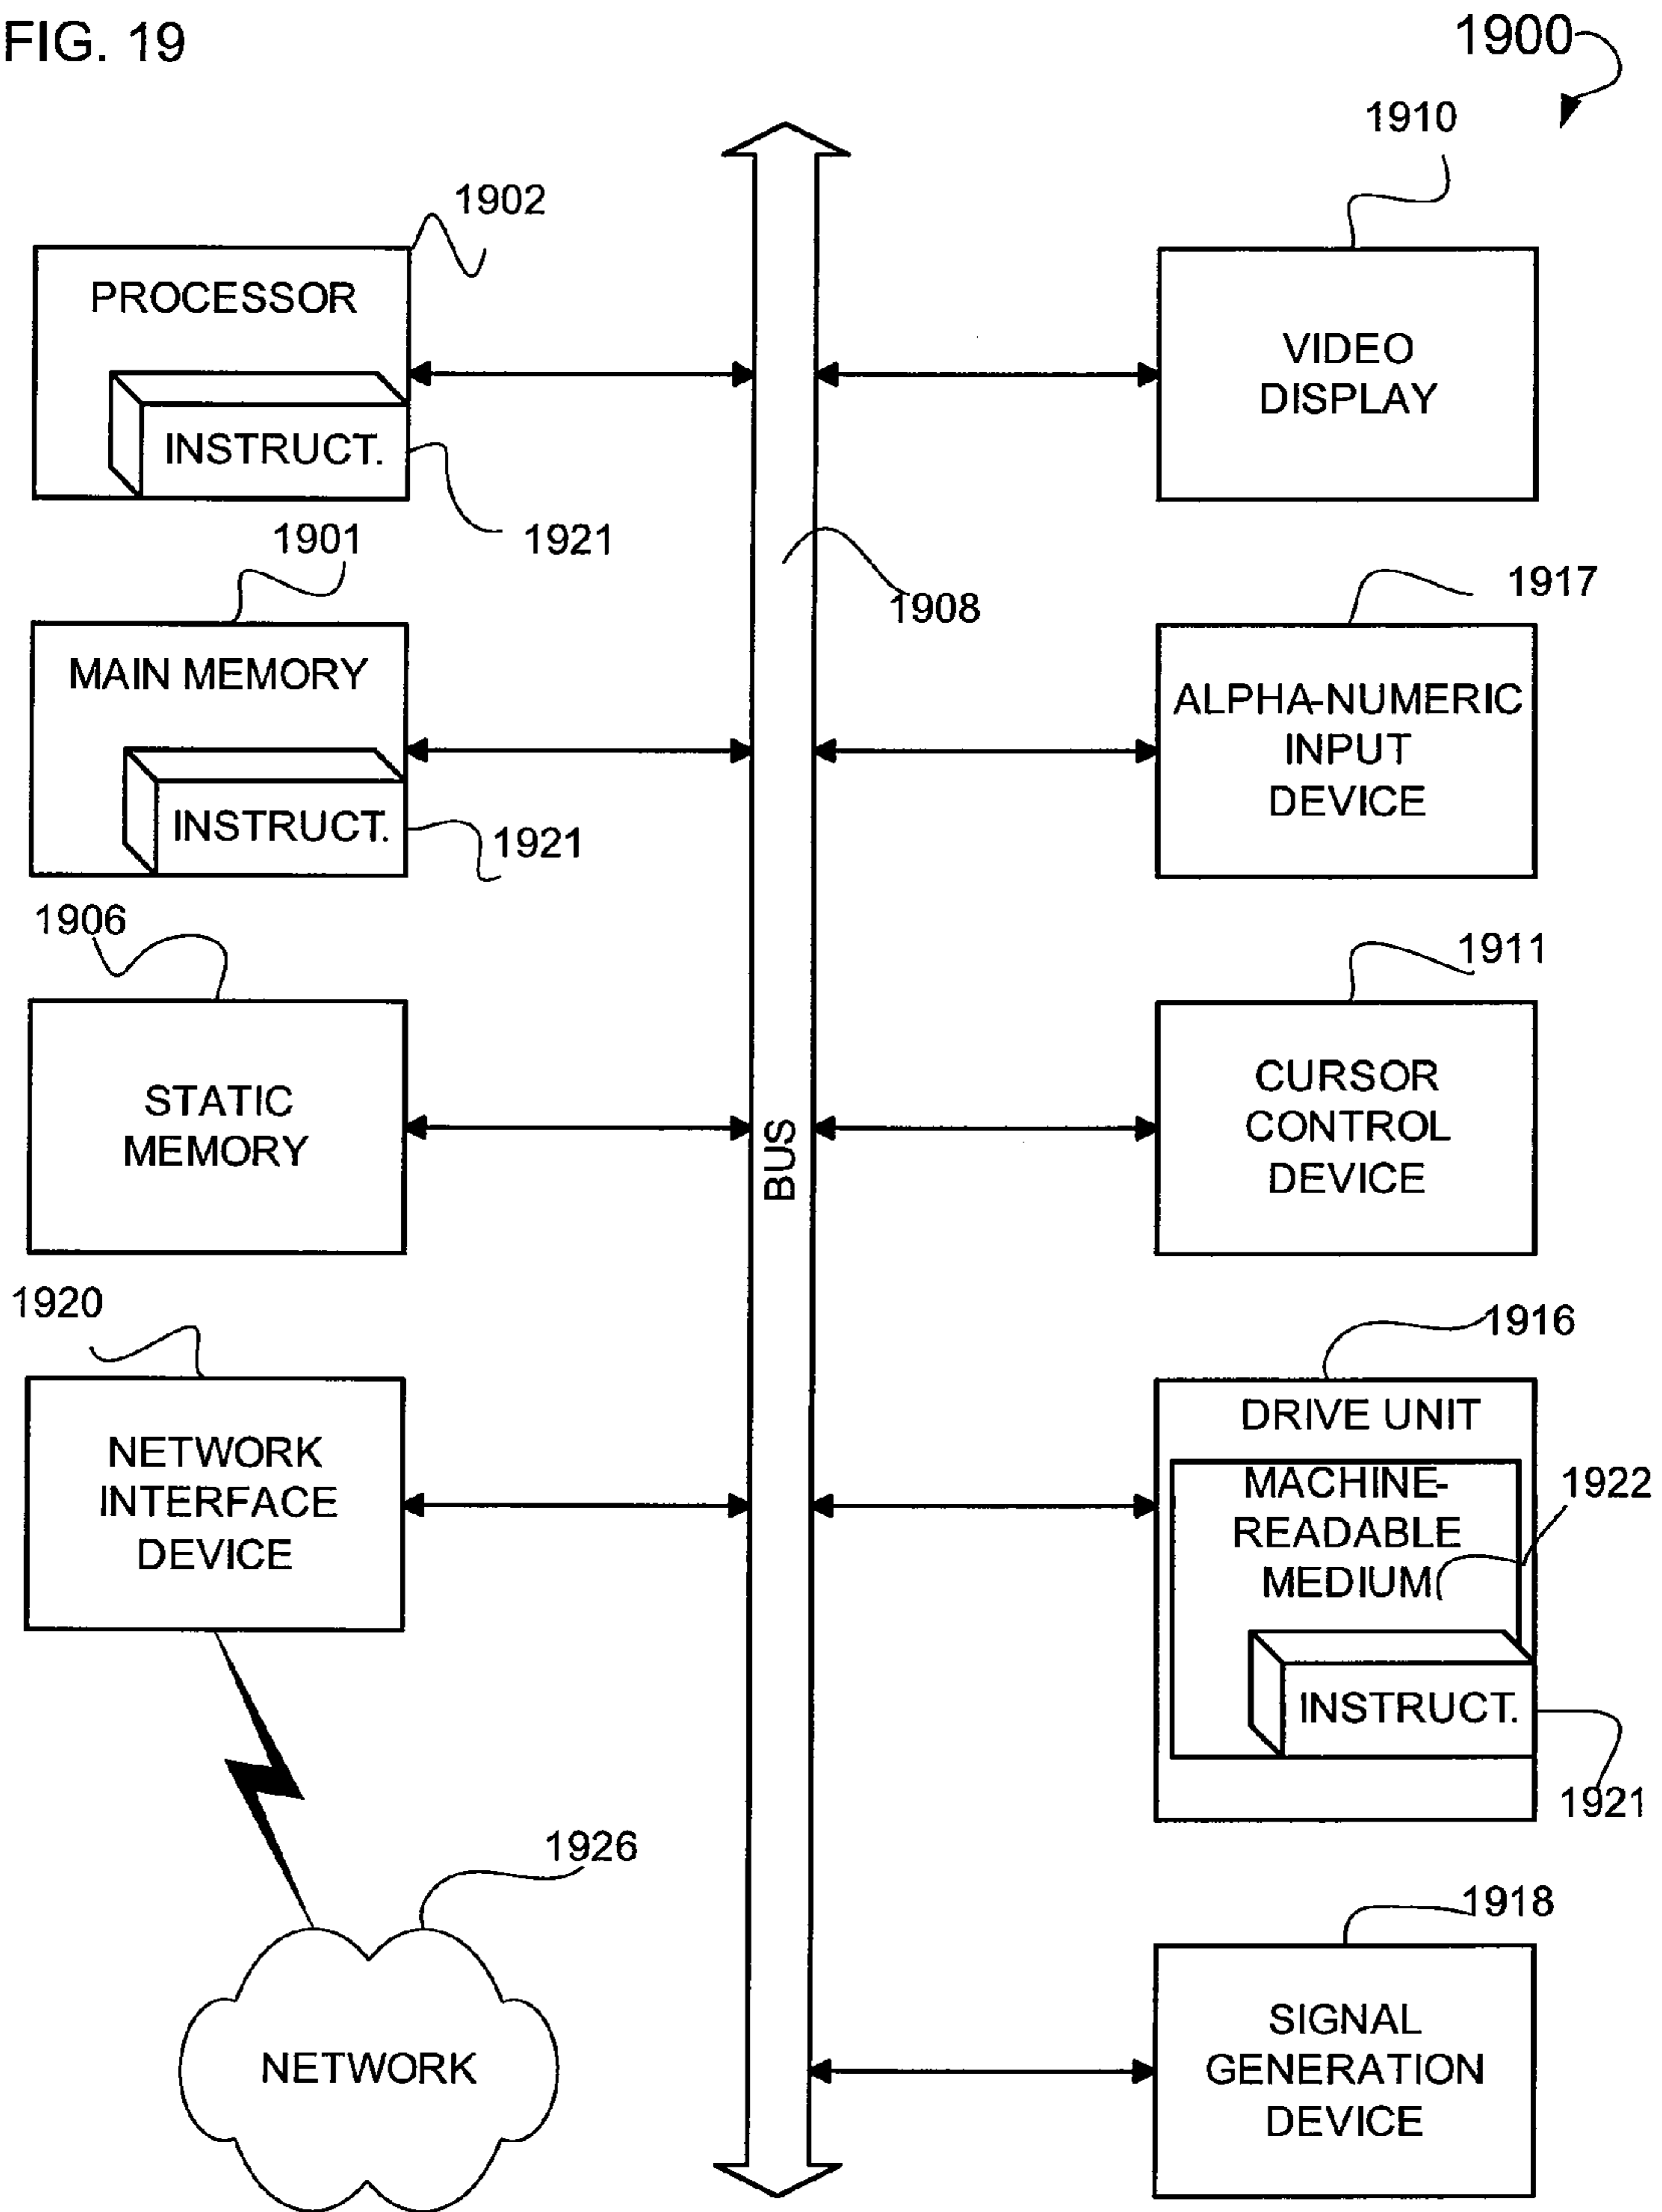 FIG. 19
1900
1902
PROCESSOR
INSTRUCT.
1921
1901
MAIN MEMORY
INSTRUCT.
1921
1906
STATIC
MEMORY
1920
NETWORK
INTERFACE
DEVICE
1926
NETWORK
BUS
1908
1910
VIDEO
DISPLAY
1917
ALPHA-NUMERIC
INPUT
DEVICE
1911
CURSOR
CONTROL
DEVICE
1916
DRIVE UNIT
MACHINE-
READABLE
MEDIUM
1922
INSTRUCT.
1921
1918
SIGNAL
GENERATION
DEVICE